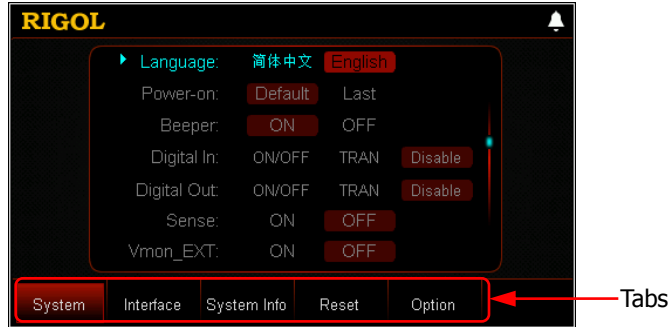 RIGOL
Language: 简体中文 English
Power-on: Default Last
Beeper: ON OFF
Digital In: ON/OFF TRAN Disable
Digital Out: ON/OFF TRAN Disable
Sense: ON OFF
Vmon_EXT: ON OFF
System Interface System Info Reset Option
Tabs